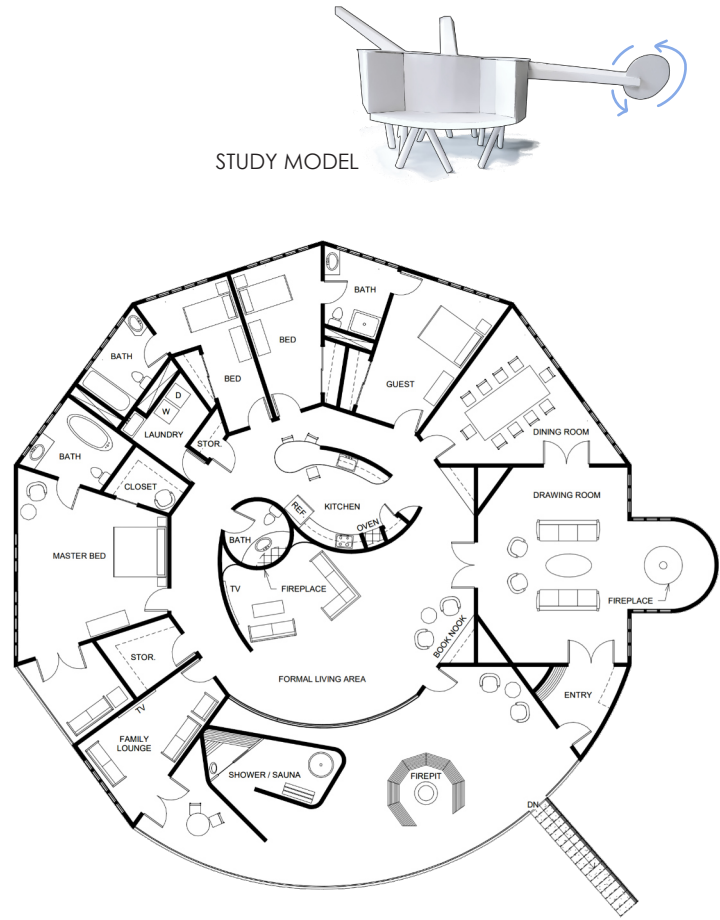 STUDY MODEL
BATH
BED
BATH
BED
GUEST
D
W
LAUNDRY
STOR.
DINING ROOM
BATH
CLOSET
KITCHEN
REF
OVEN
DRAWING ROOM
BATH
MASTER BED
TV
FIREPLACE
FIREPLACE
BOOK NOOK
STOR.
FORMAL LIVING AREA
ENTRY
TV
FAMILY
LOUNGE
SHOWER / SAUNA
FIREPIT
DN